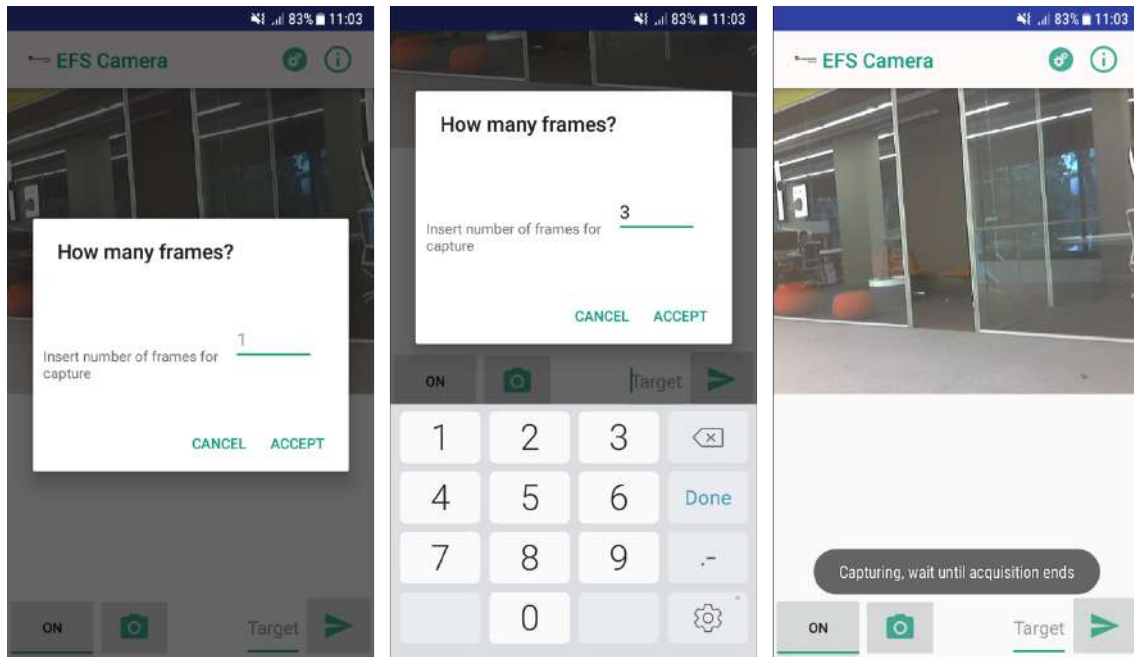 83% 11:03
EFS Camera
How many frames?
1
Insert number of frames for
capture
CANCEL ACCEPT
ON Target
83% 11:03
How many frames?
3
Insert number of frames for
capture
CANCEL ACCEPT
ON Target
1 2 3
4 5 6 Done
7 8 9 .-
0
83% 11:03
EFS Camera
Capturing, wait until acquisition ends
ON Target